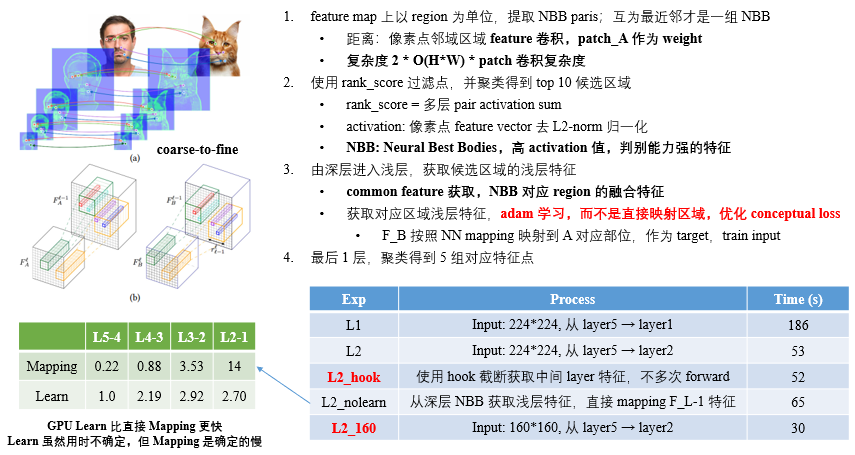 coarse-to-fine
(a)
(b)
L5-4 L4-3 L3-2 L2-1
Mapping 0.22 0.88 3.53 14
Learn 1.0 2.19 2.92 2.70
GPU Learn 比直接 Mapping 更快
Learn 虽然用时不确定，但 Mapping 是确定的慢
1. feature map 上以 region 为单位，提取 NBB paris；互为最近邻才是一组 NBB
• 距离：像素点邻域区域 feature 卷积，patch_A 作为 weight
• 复杂度 2 * O(H*W) * patch 卷积复杂度
2. 使用 rank_score 过滤点，并聚类得到 top 10 候选区域
• rank_score = 多层 pair activation sum
• activation: 像素点 feature vector 去 L2-norm 归一化
• NBB: Neural Best Bodies，高 activation 值，判别能力强的特征
3. 由深层进入浅层，获取候选区域的浅层特征
• common feature 获取，NBB 对应 region 的融合特征
• 获取对应区域浅层特征，adam 学习，而不是直接映射区域，优化 conceptual loss
• F_B 按照 NN mapping 映射到 A 对应部位，作为 target，train input
4. 最后 1 层，聚类得到 5 组对应特征点
Exp Process Time (s)
L1 Input: 224*224, 从 layer5 → layer1 186
L2 Input: 224*224, 从 layer5 → layer2 53
L2_hook 使用 hook 截断获取中间 layer 特征，不多次 forward 52
L2_nolearn 从深层 NBB 获取浅层特征，直接 mapping F_L-1 特征 65
L2_160 Input: 160*160, 从 layer5 → layer2 30